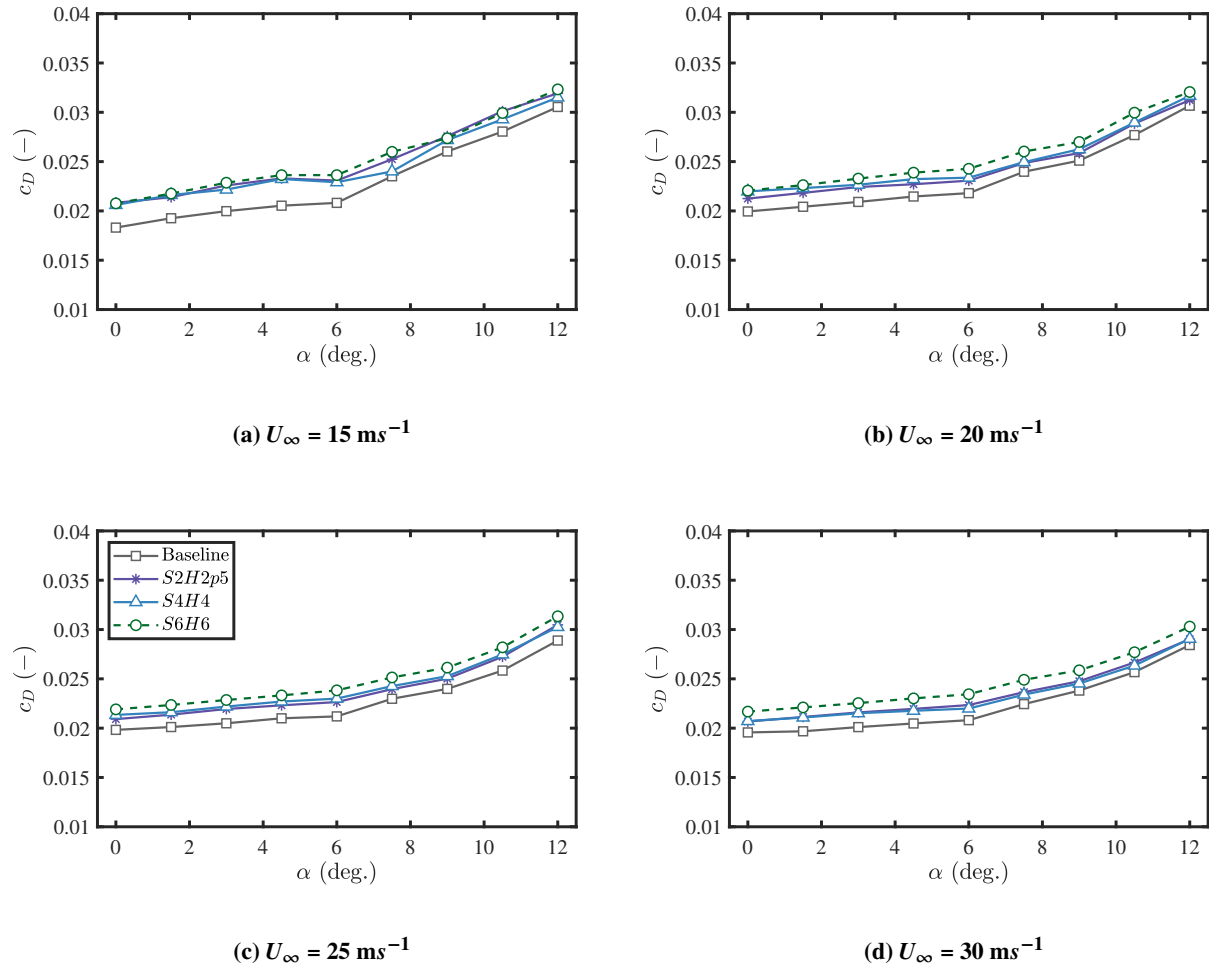 0.04
0.035
0.03
0.025
0.02
0.015
0.01
c_D (−)
0 2 4 6 8 10 12
α (deg.)
(a) U∞ = 15 ms⁻¹
0.04
0.035
0.03
0.025
0.02
0.015
0.01
c_D (−)
0 2 4 6 8 10 12
α (deg.)
(b) U∞ = 20 ms⁻¹
0.04
0.035
0.03
0.025
0.02
0.015
0.01
c_D (−)
Baseline
S2H2p5
S4H4
S6H6
0 2 4 6 8 10 12
α (deg.)
(c) U∞ = 25 ms⁻¹
0.04
0.035
0.03
0.025
0.02
0.015
0.01
c_D (−)
0 2 4 6 8 10 12
α (deg.)
(d) U∞ = 30 ms⁻¹